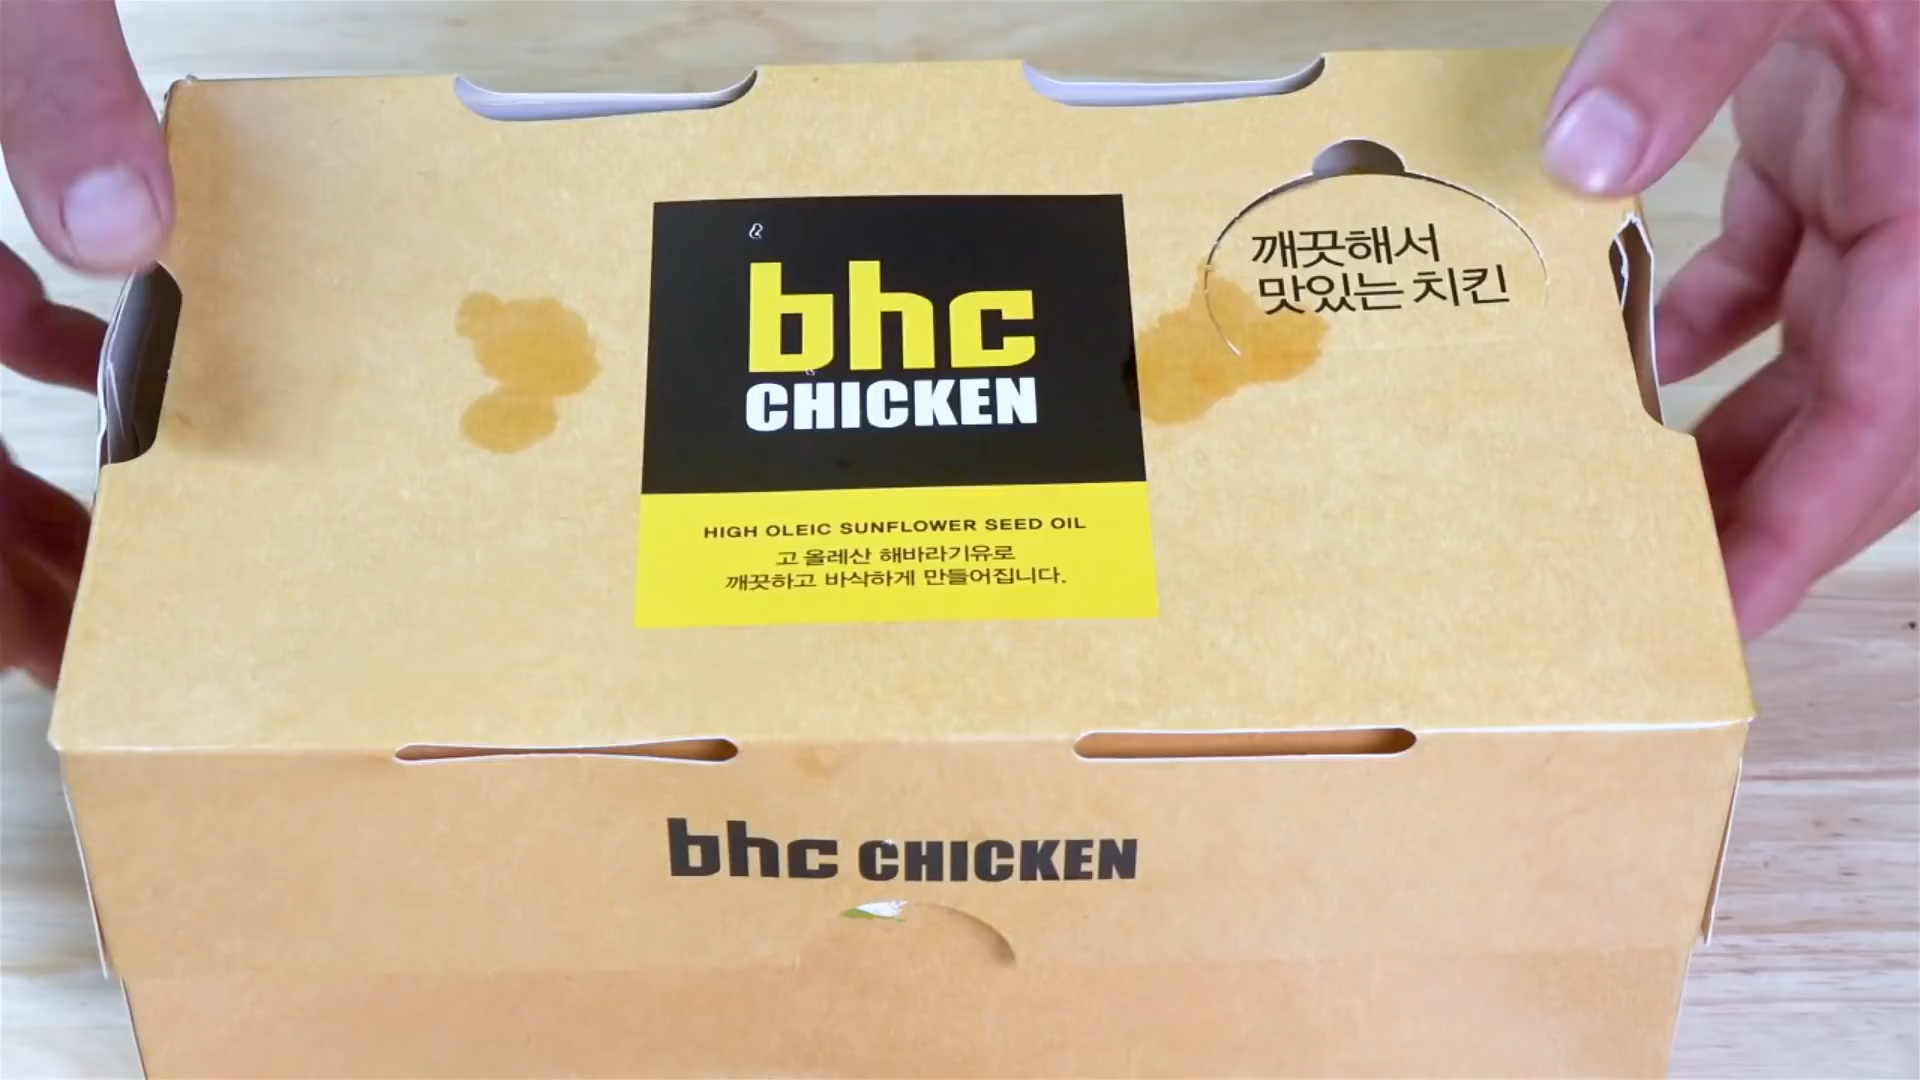 깨끗해서
맛있는 치킨
bhc
CHICKEN
HIGH OLEIC SUNFLOWER SEED OIL
고 올레산 해바라기유로
깨끗하고 바삭하게 만들어집니다.
bhc CHICKEN